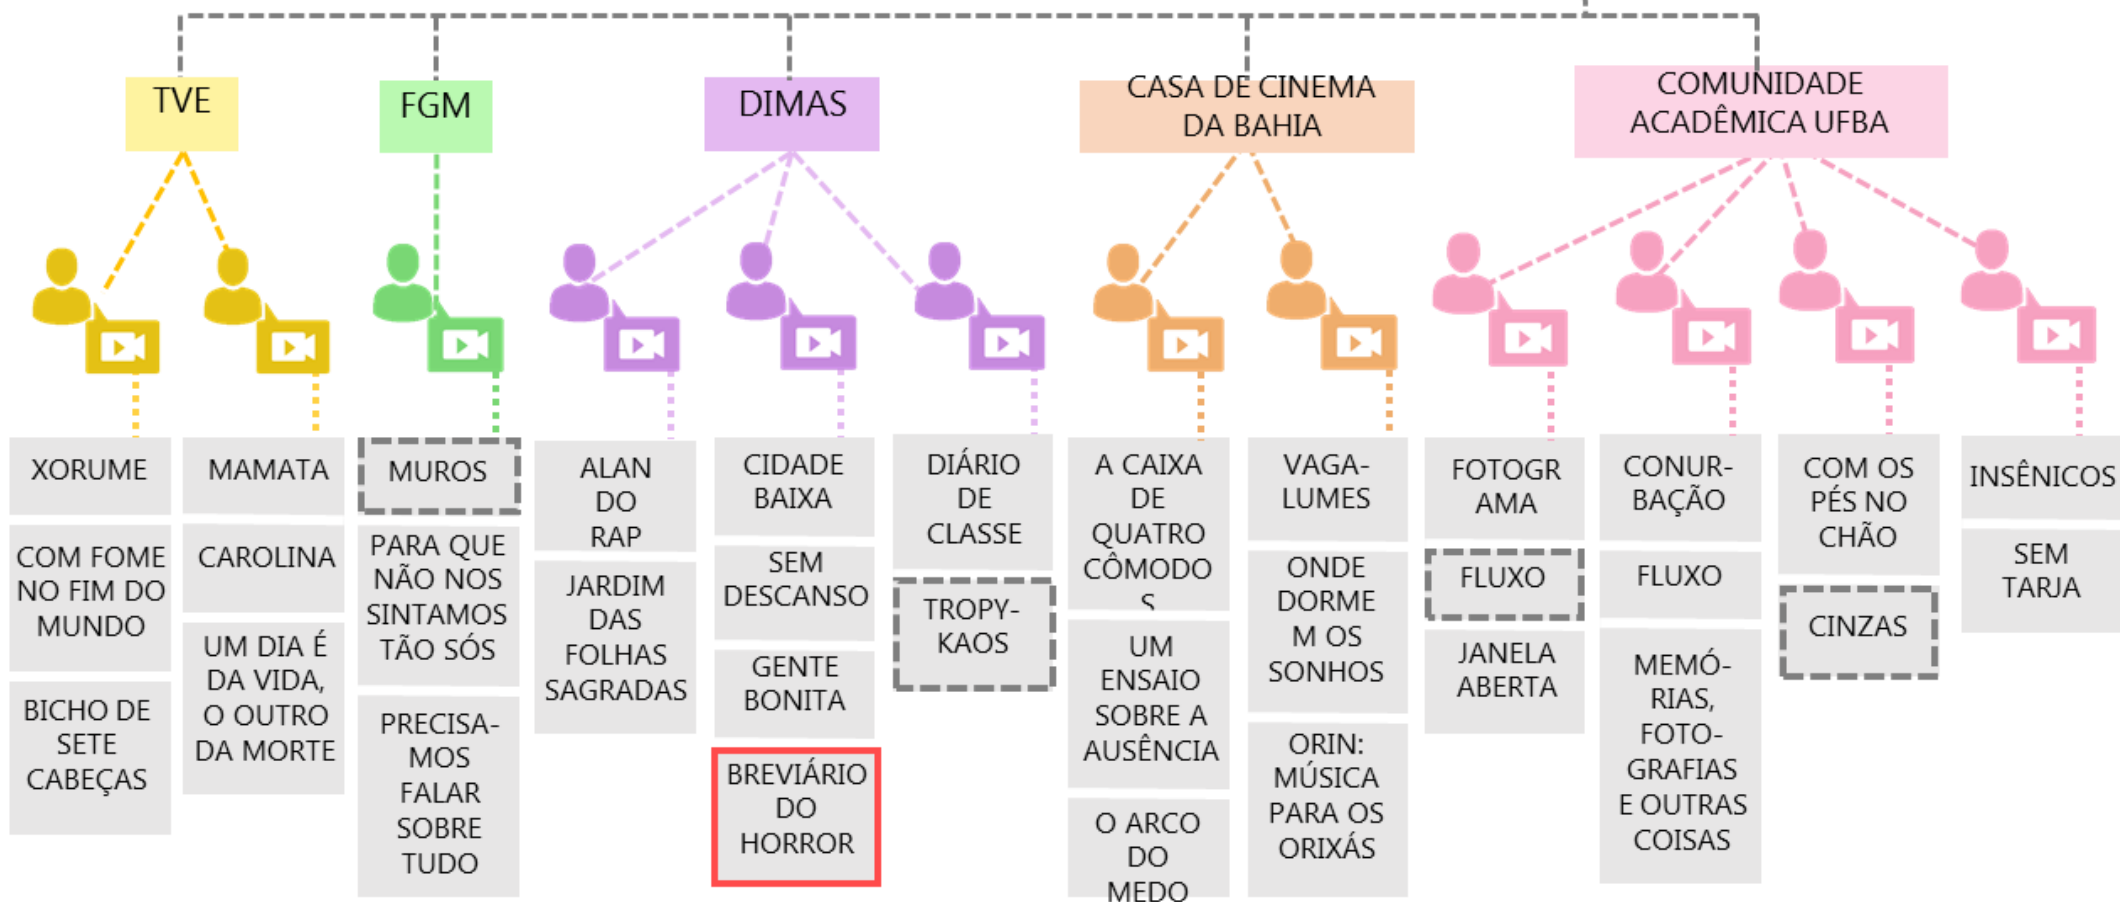 TVE
FGM
DIMAS
CASA DE CINEMA
DA BAHIA
COMUNIDADE
ACADÊMICA UFBA
XORUME
COM FOME
NO FIM DO
MUNDO
BICHO DE
SETE
CABEÇAS
MAMATA
CAROLINA
UM DIA É
DA VIDA,
O OUTRO
DA MORTE
MUROS
PARA QUE
NÃO NOS
SINTAMOS
TÃO SÓS
PRECISA-
MOS
FALAR
SOBRE
TUDO
ALAN
DO
RAP
JARDIM
DAS
FOLHAS
SAGRADAS
CIDADE
BAIXA
SEM
DESCANSO
GENTE
BONITA
BREVIÁRIO
DO
HORROR
DIÁRIO
DE
CLASSE
TROPY-
KAOS
A CAIXA
DE
QUATRO
CÔMODO
S
UM
ENSAIO
SOBRE A
AUSÊNCIA
O ARCO
DO
MEDO
VAGA-
LUMES
ONDE
DORME
M OS
SONHOS
ORIN:
MÚSICA
PARA OS
ORIXÁS
FOTOGR
AMA
FLUXO
JANELA
ABERTA
CONUR-
BAÇÃO
FLUXO
MEMÓ-
RIAS,
FOTO-
GRAFIAS
E OUTRAS
COISAS
COM OS
PÉS NO
CHÃO
CINZAS
INSÊNICOS
SEM
TARJA